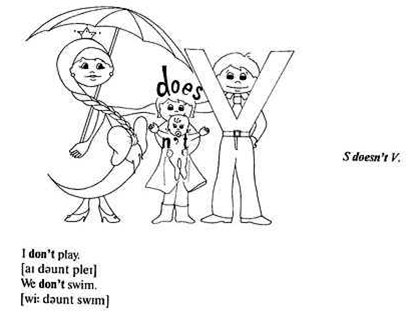 S does V
n't
S doesn't V.
I don't play.
[aɪ dəunt pleɪ]
We don't swim.
[wi: dəunt swɪm]